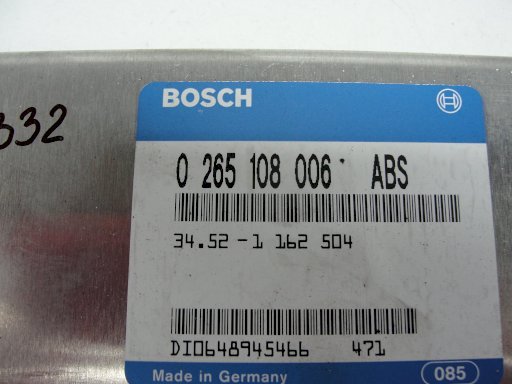 332
BOSCH
0 265 108 006 ABS
34.52-1 162 504
DI0648945466 471
Made in Germany 085